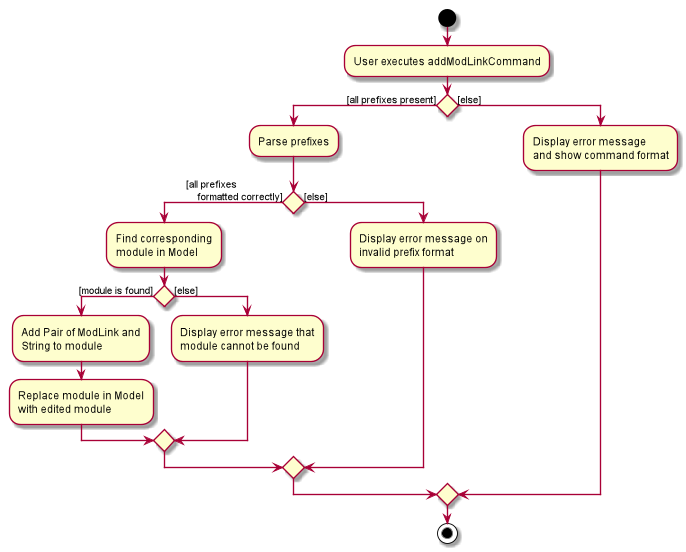 User executes addModLinkCommand
[all prefixes present]
[else]
Parse prefixes
Display error message
and show command format
[all prefixes
formatted correctly]
[else]
Find corresponding
module in Model
Display error message on
invalid prefix format
[module is found]
[else]
Add Pair of ModLink and
String to module
Display error message that
module cannot be found
Replace module in Model
with edited module